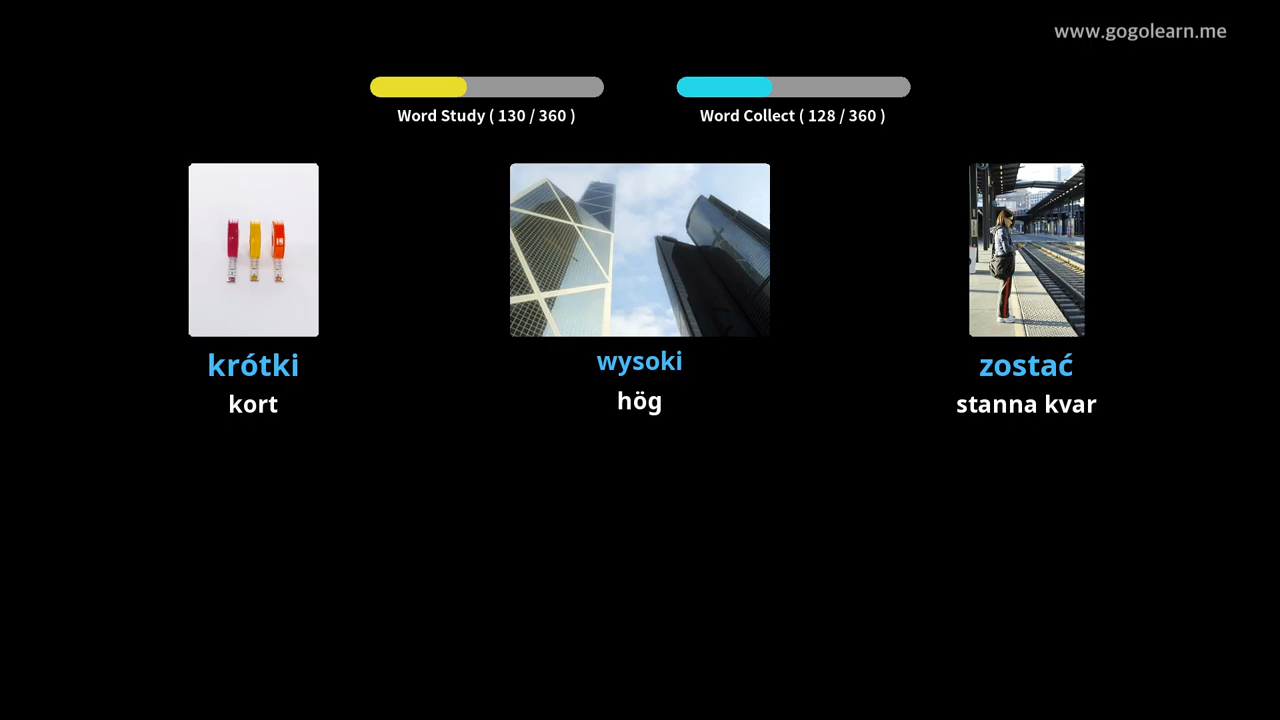 www.gogolearn.me
Word Study ( 130 / 360 )
Word Collect ( 128 / 360 )
krótki
kort
wysoki
hög
zostać
stanna kvar